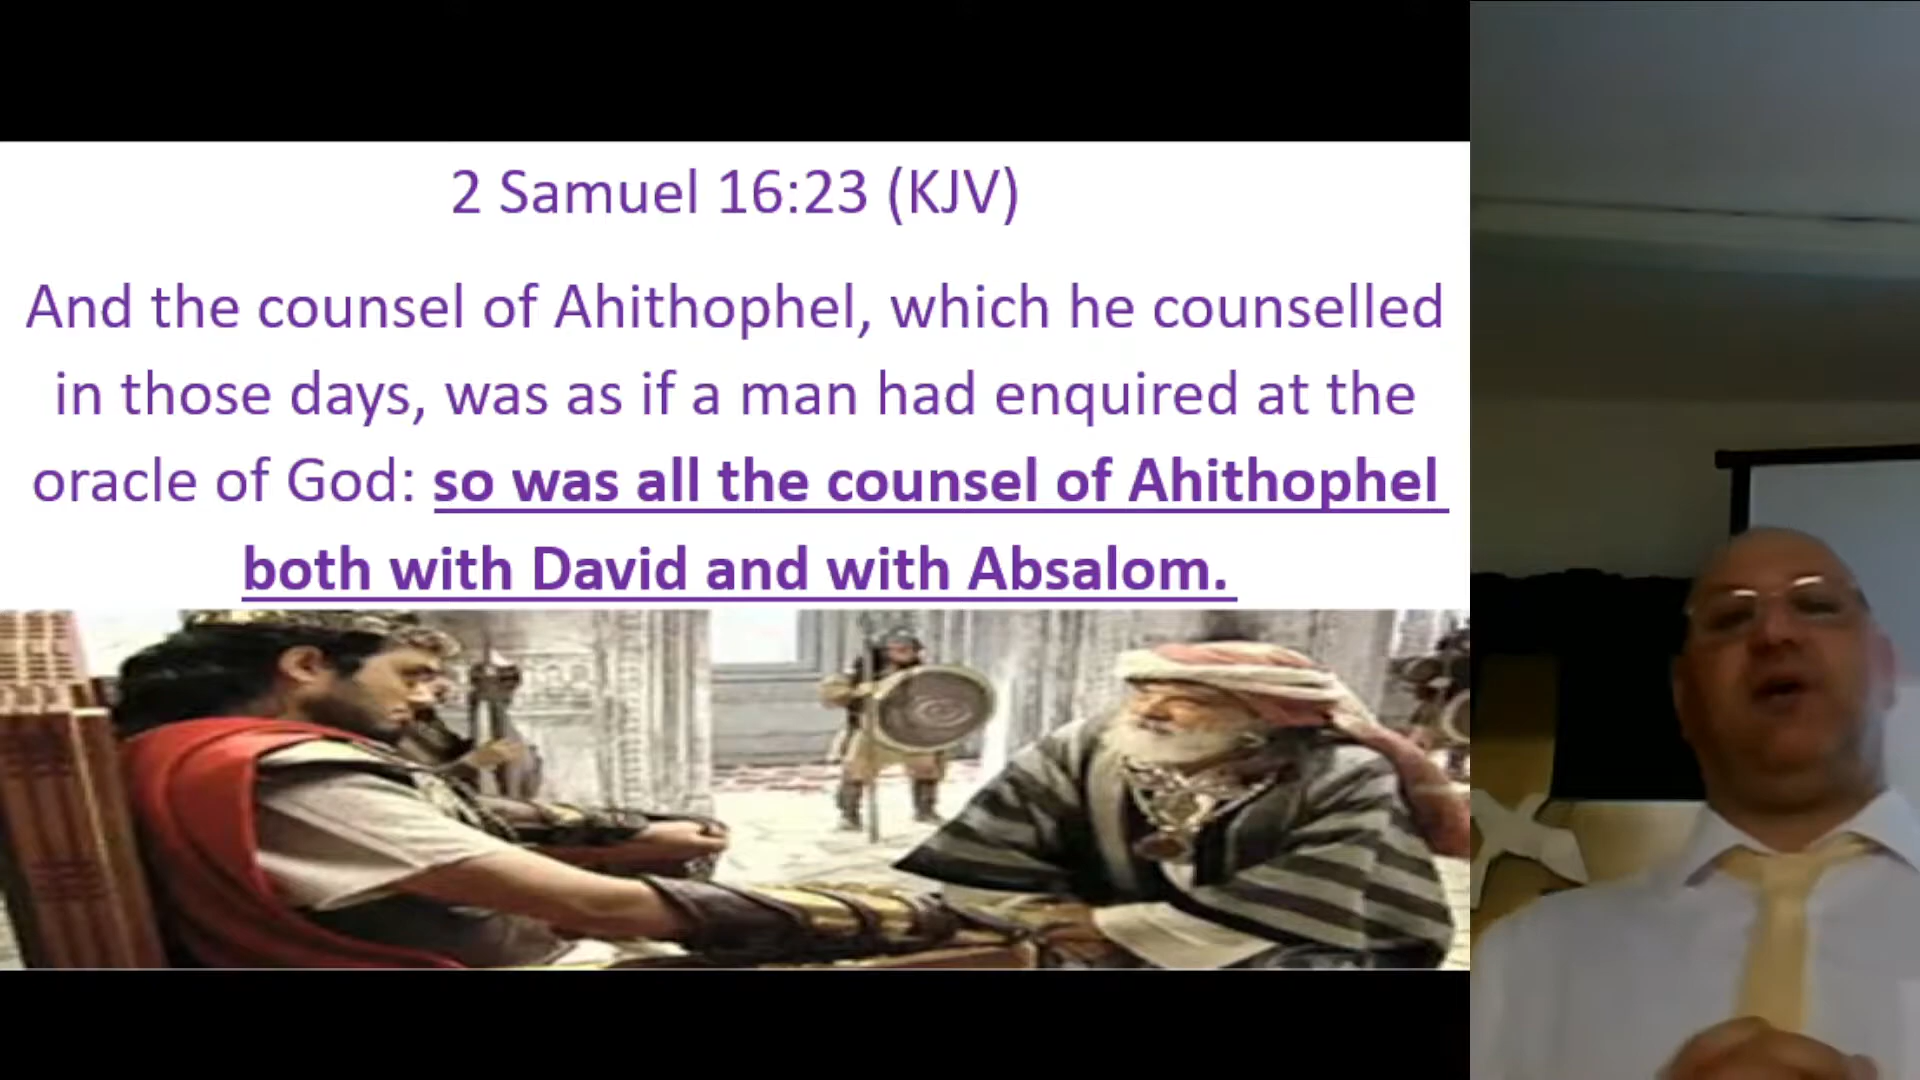 2 Samuel 16:23 (KJV)
And the counsel of Ahithophel, which he counselled
in those days, was as if a man had enquired at the
oracle of God: so was all the counsel of Ahithophel
both with David and with Absalom.